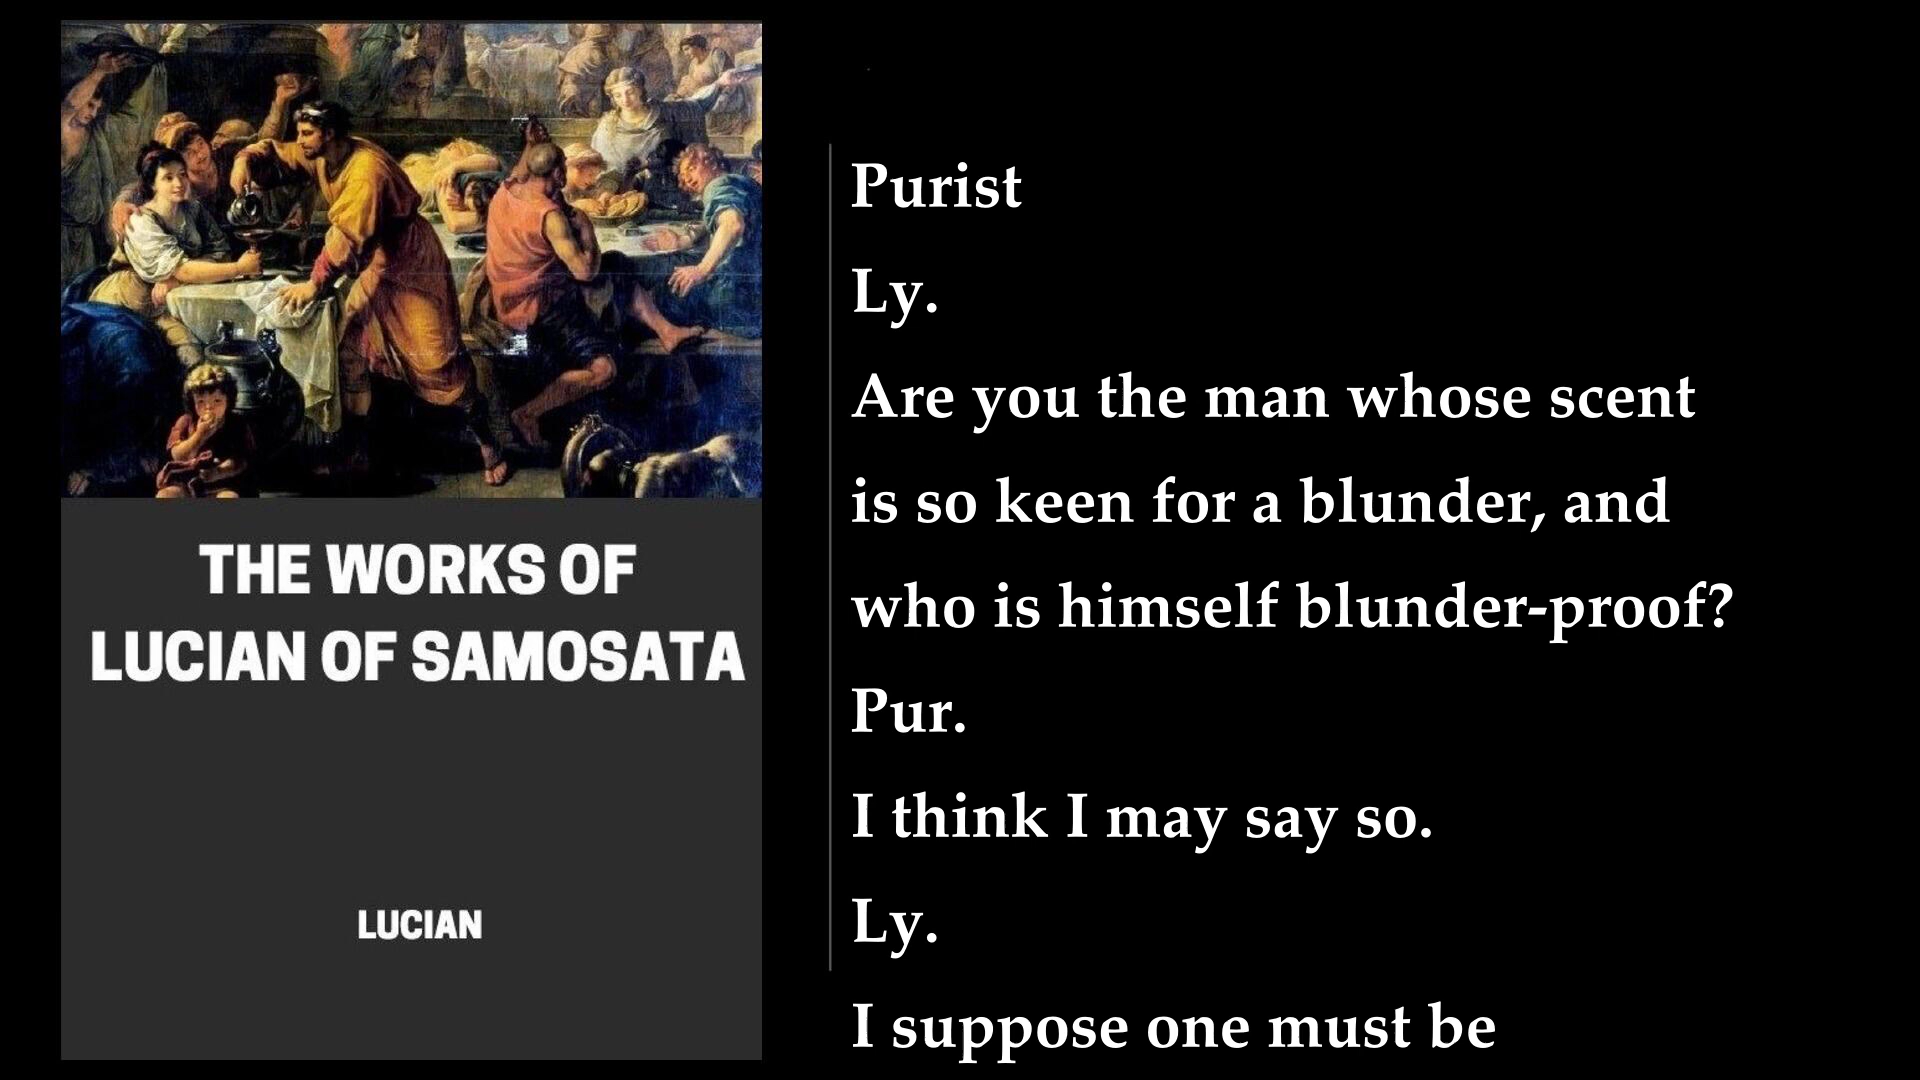 THE WORKS OF
LUCIAN OF SAMOSATA
LUCIAN
Purist
Ly.
Are you the man whose scent
is so keen for a blunder, and
who is himself blunder-proof?
Pur.
I think I may say so.
Ly.
I suppose one must be